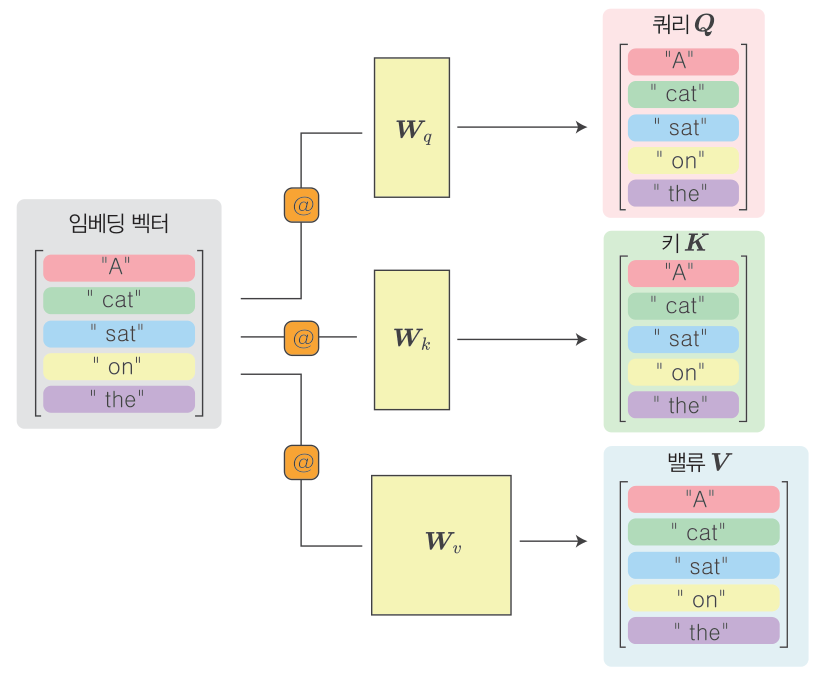 임베딩 벡터
"A"
" cat"
" sat"
" on"
" the"
@
@
@
W_q
W_k
W_v
쿼리 Q
"A"
" cat"
" sat"
" on"
" the"
키 K
"A"
" cat"
" sat"
" on"
" the"
밸류 V
"A"
" cat"
" sat"
" on"
" the"